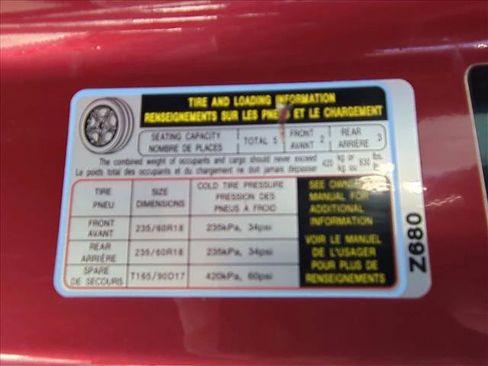 TIRE AND LOADING INFORMATION
RENSEIGNEMENTS SUR LES PNEUS ET LE CHARGEMENT
SEATING CAPACITY
NOMBRE DE PLACES
TOTAL 5
FRONT
AVANT
2
REAR
ARRIÈRE
3
The combined weight of occupants and cargo should never exceed
Le poids total des occupants et du chargement ne doit jamais dépasser
kg or
kg ou
lbs.
TIRE
PNEU
SIZE
DIMENSIONS
COLD TIRE PRESSURE
PRESSION DES
PNEUS A FROID
FRONT
AVANT
235/60R18
235kPa, 34psi
REAR
ARRIÈRE
235/60R18
235kPa, 34psi
SPARE
DE SECOURS
T165/90D17
420kPa, 60psi
SEE OWNER'S
MANUAL FOR
ADDITIONAL
INFORMATION
VOIR LE MANUEL
DE L'USAGER
POUR PLUS DE
RENSEIGNEMENTS
Z680